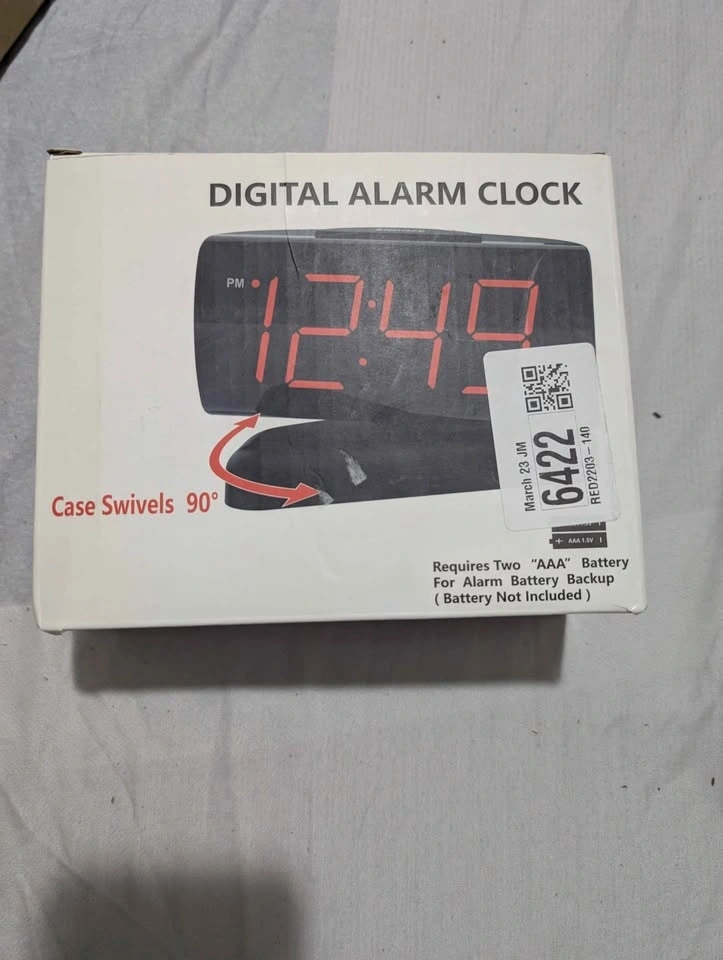 DIGITAL ALARM CLOCK
SNOOZE
PM
12:49
March 23 JM
6422
RED2203-140
Case Swivels 90°
+ AAA 1.5V -
Requires Two "AAA" Battery
For Alarm Battery Backup
( Battery Not Included )